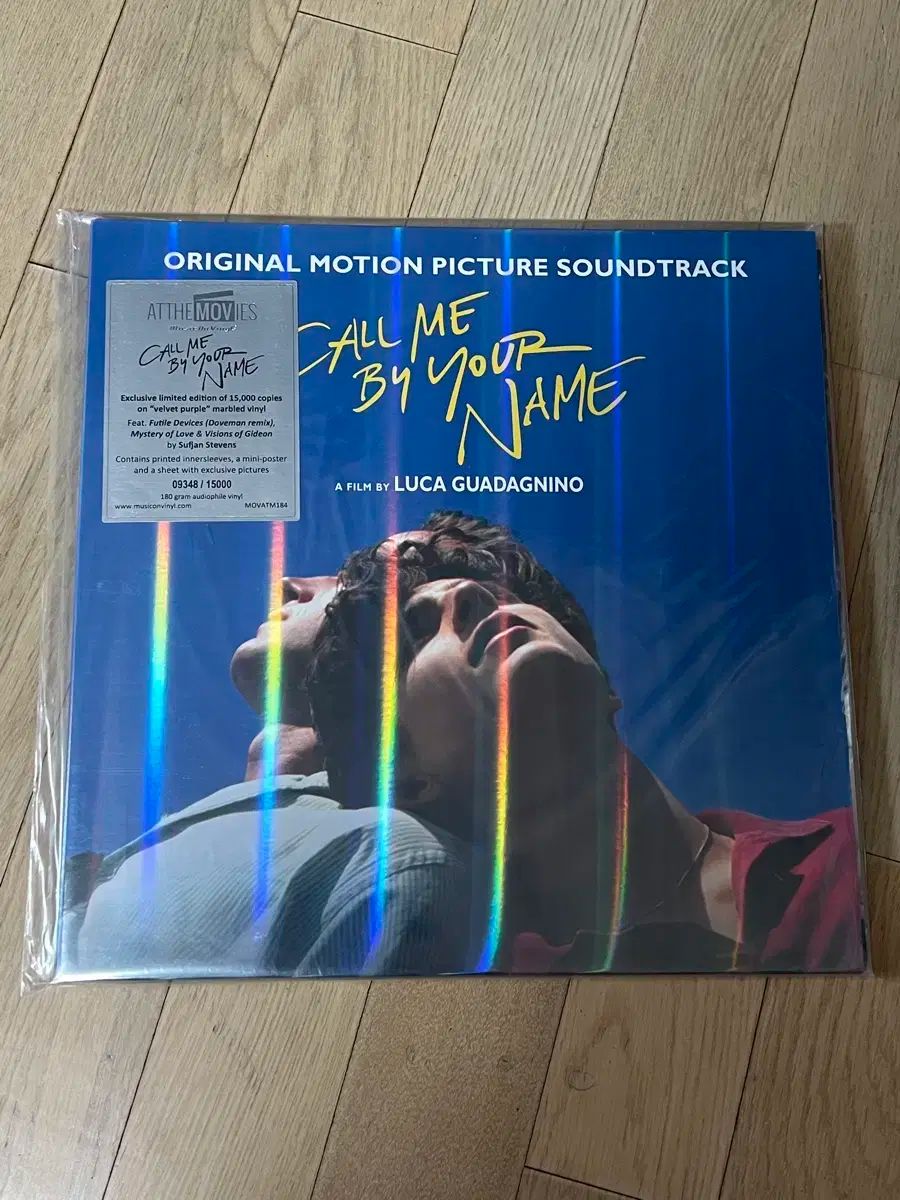 ORIGINAL MOTION PICTURE SOUNDTRACK
CALL ME
BY YOUR
NAME
A FILM BY LUCA GUADAGNINO
AT THE MOVIES
Music On Vinyl
CALL ME
BY YOUR
NAME
Exclusive limited edition of 15,000 copies
on "velvet purple" marbled vinyl
Feat. Futile Devices (Doveman remix),
Mystery of Love & Visions of Gideon
by Sufjan Stevens
Contains printed innersleeves, a mini-poster
and a sheet with exclusive pictures
09348 / 15000
180 gram audiophile vinyl
www.musiconvinyl.com MOVATM184